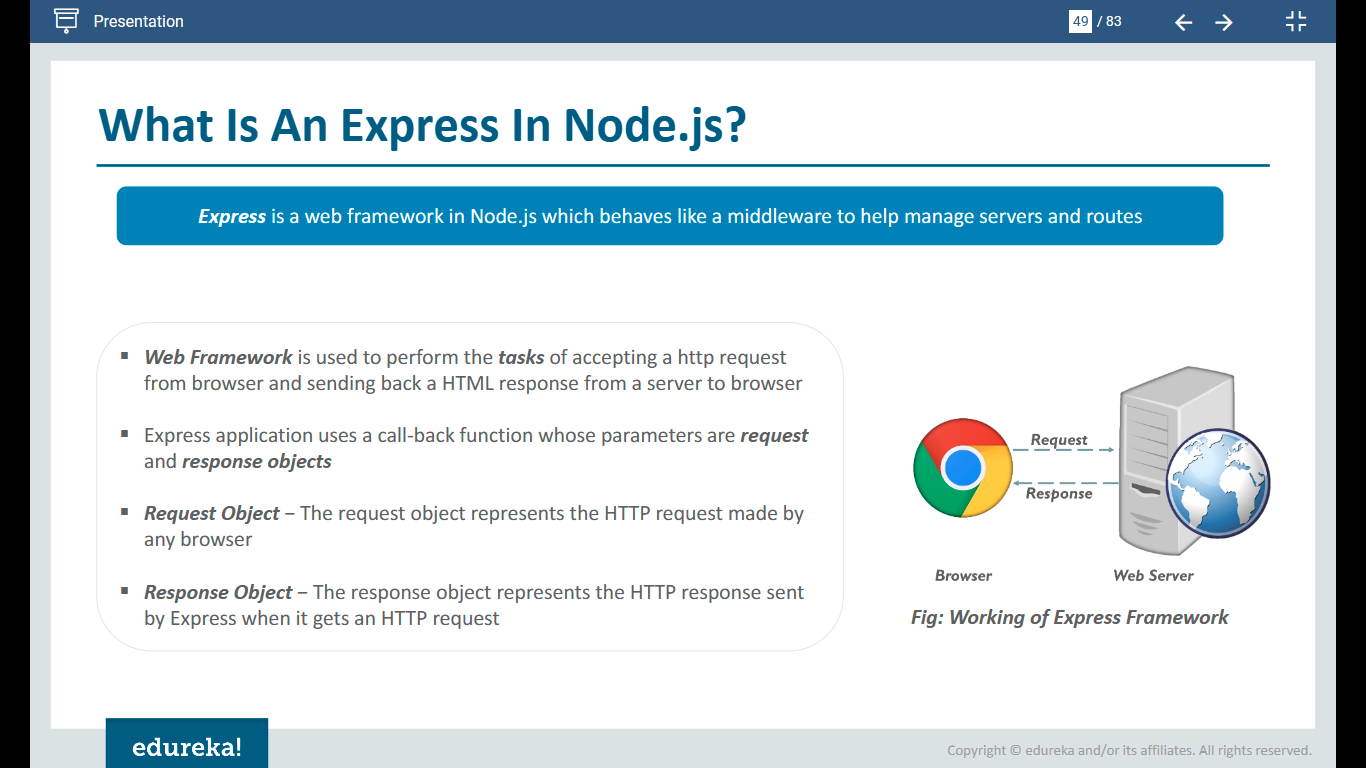 Presentation
49 / 83
What Is An Express In Node.js?
Express is a web framework in Node.js which behaves like a middleware to help manage servers and routes
▪ Web Framework is used to perform the tasks of accepting a http request
from browser and sending back a HTML response from a server to browser
▪ Express application uses a call-back function whose parameters are request
and response objects
▪ Request Object – The request object represents the HTTP request made by
any browser
▪ Response Object – The response object represents the HTTP response sent
by Express when it gets an HTTP request
Request
Response
Browser
Web Server
Fig: Working of Express Framework
edureka!
Copyright © edureka and/or its affiliates. All rights reserved.